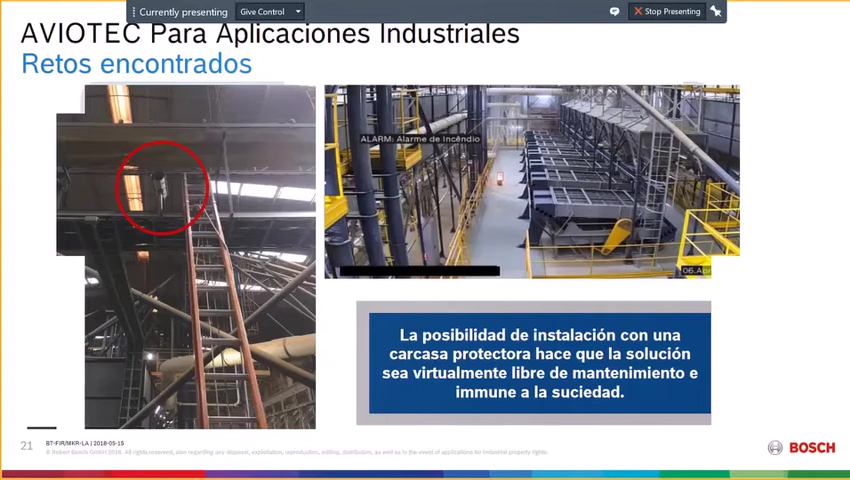 Currently presenting
Give Control
Stop Presenting
AVIOTEC Para Aplicaciones Industriales
Retos encontrados
ALARM: Alarme de Incêndio
06.Apr
La posibilidad de instalación con una
carcasa protectora hace que la solución
sea virtualmente libre de mantenimiento e
immune a la suciedad.
21
BT-FIR/MKR-LA | 2018-05-15
© Robert Bosch GmbH 2018. All rights reserved, also regarding any disposal, exploitation, reproduction, editing, distribution, as well as in the event of applications for industrial property rights.
BOSCH